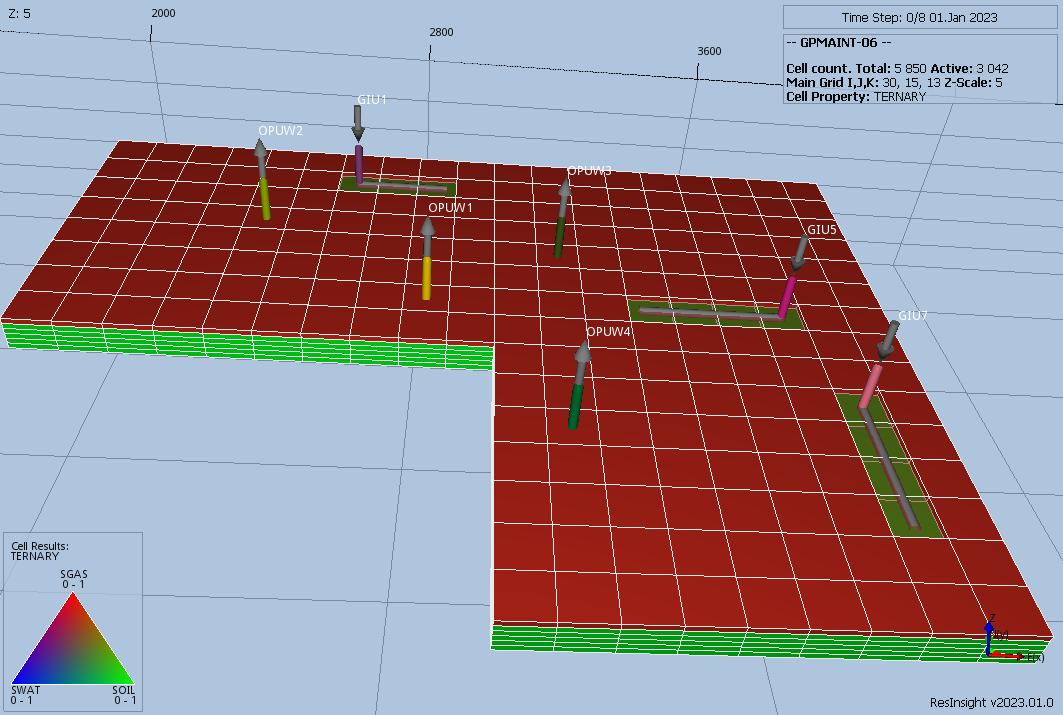 Z: 5
2000
2800
3600
Time Step: 0/8 01.Jan 2023
-- GPMAINT-06 --
Cell count. Total: 5 850 Active: 3 042
Main Grid I,J,K: 30, 15, 13 Z-Scale: 5
Cell Property: TERNARY
GIU1
OPUW2
OPUW3
OPUW1
GIU5
GIU7
OPUW4
Cell Results:
TERNARY
SGAS
0 - 1
SWAT
0 - 1
SOIL
0 - 1
Z
ResInsight v2023.01.0